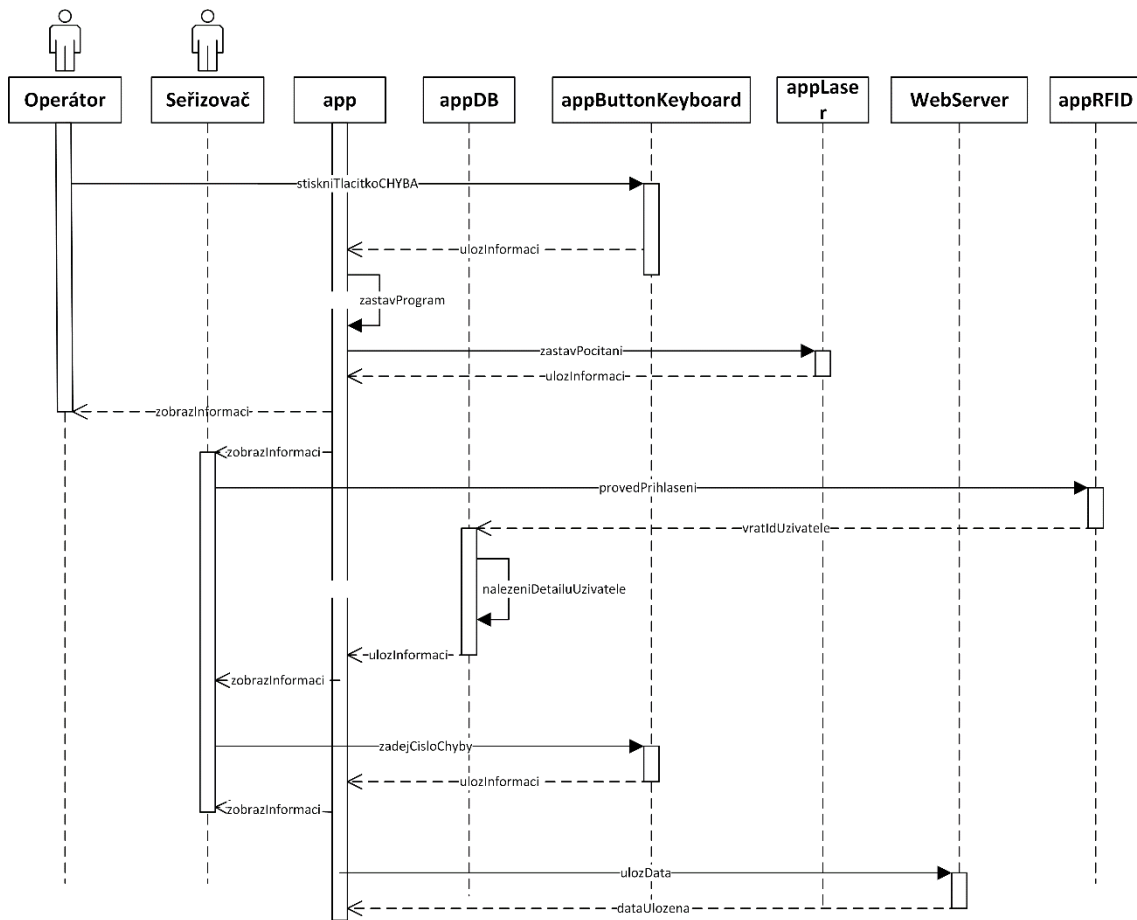 Operátor
Seřizovač
app
appDB
appButtonKeyboard
appLase
r
WebServer
appRFID
stiskniTlacitkoCHYBA
ulozInformaci
zastavProgram
zastavPocitani
ulozInformaci
zobrazInformaci
zobrazInformaci
provedPrihlaseni
vratIdUzivatele
nalezeniDetailuUzivatele
ulozInformaci
zobrazInformaci
zadejCisloChyby
ulozInformaci
zobrazInformaci
ulozData
dataUlozena